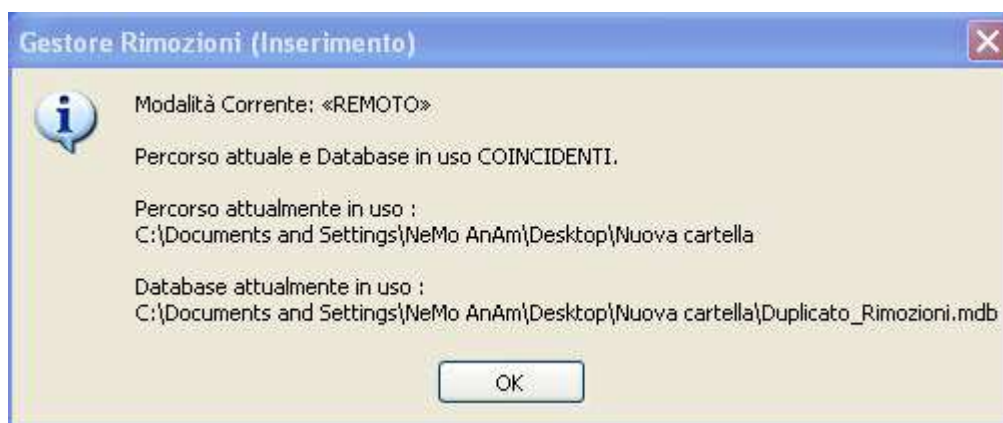 Gestore Rimozioni (Inserimento)
Modalità Corrente: «REMOTO»
Percorso attuale e Database in uso COINCIDENTI.
Percorso attualmente in uso :
C:\Documents and Settings\NeMo AnAm\Desktop\Nuova cartella
Database attualmente in uso :
C:\Documents and Settings\NeMo AnAm\Desktop\Nuova cartella\Duplicato_Rimozioni.mdb
OK